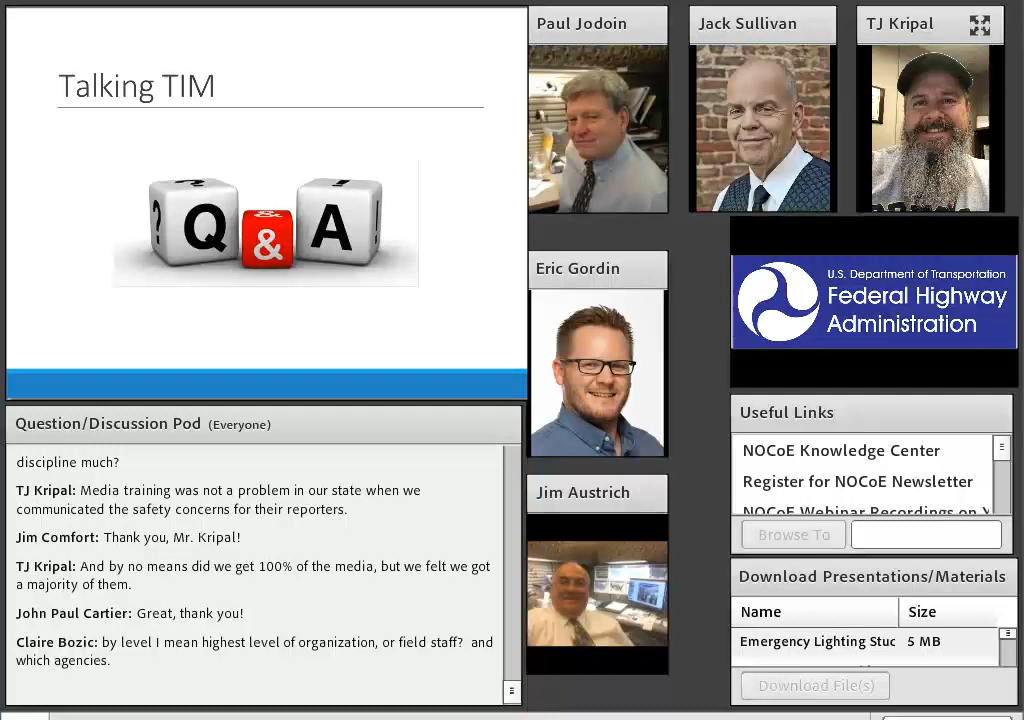 Talking TIM
Q & A
Paul Jodoin
Jack Sullivan
TJ Kripal
Eric Gordin
U.S. Department of Transportation
Federal Highway
Administration
Jim Austrich
Question/Discussion Pod (Everyone)
discipline much?
TJ Kripal: Media training was not a problem in our state when we
communicated the safety concerns for their reporters.
Jim Comfort: Thank you, Mr. Kripal!
TJ Kripal: And by no means did we get 100% of the media, but we felt we got
a majority of them.
John Paul Cartier: Great, thank you!
Claire Bozic: by level I mean highest level of organization, or field staff? and
which agencies.
Useful Links
NOCoE Knowledge Center
Register for NOCoE Newsletter
NOCoE Webinar Recordings on Y
Browse To
Download Presentations/Materials
Name Size
Emergency Lighting Stuc 5 MB
Download File(s)